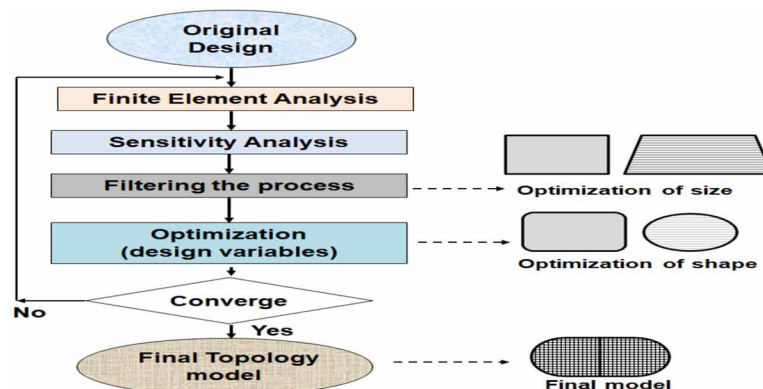 Original
Design
Finite Element Analysis
Sensitivity Analysis
Filtering the process
Optimization of size
Optimization
(design variables)
Optimization of shape
Converge
No
Yes
Final Topology
model
Final model